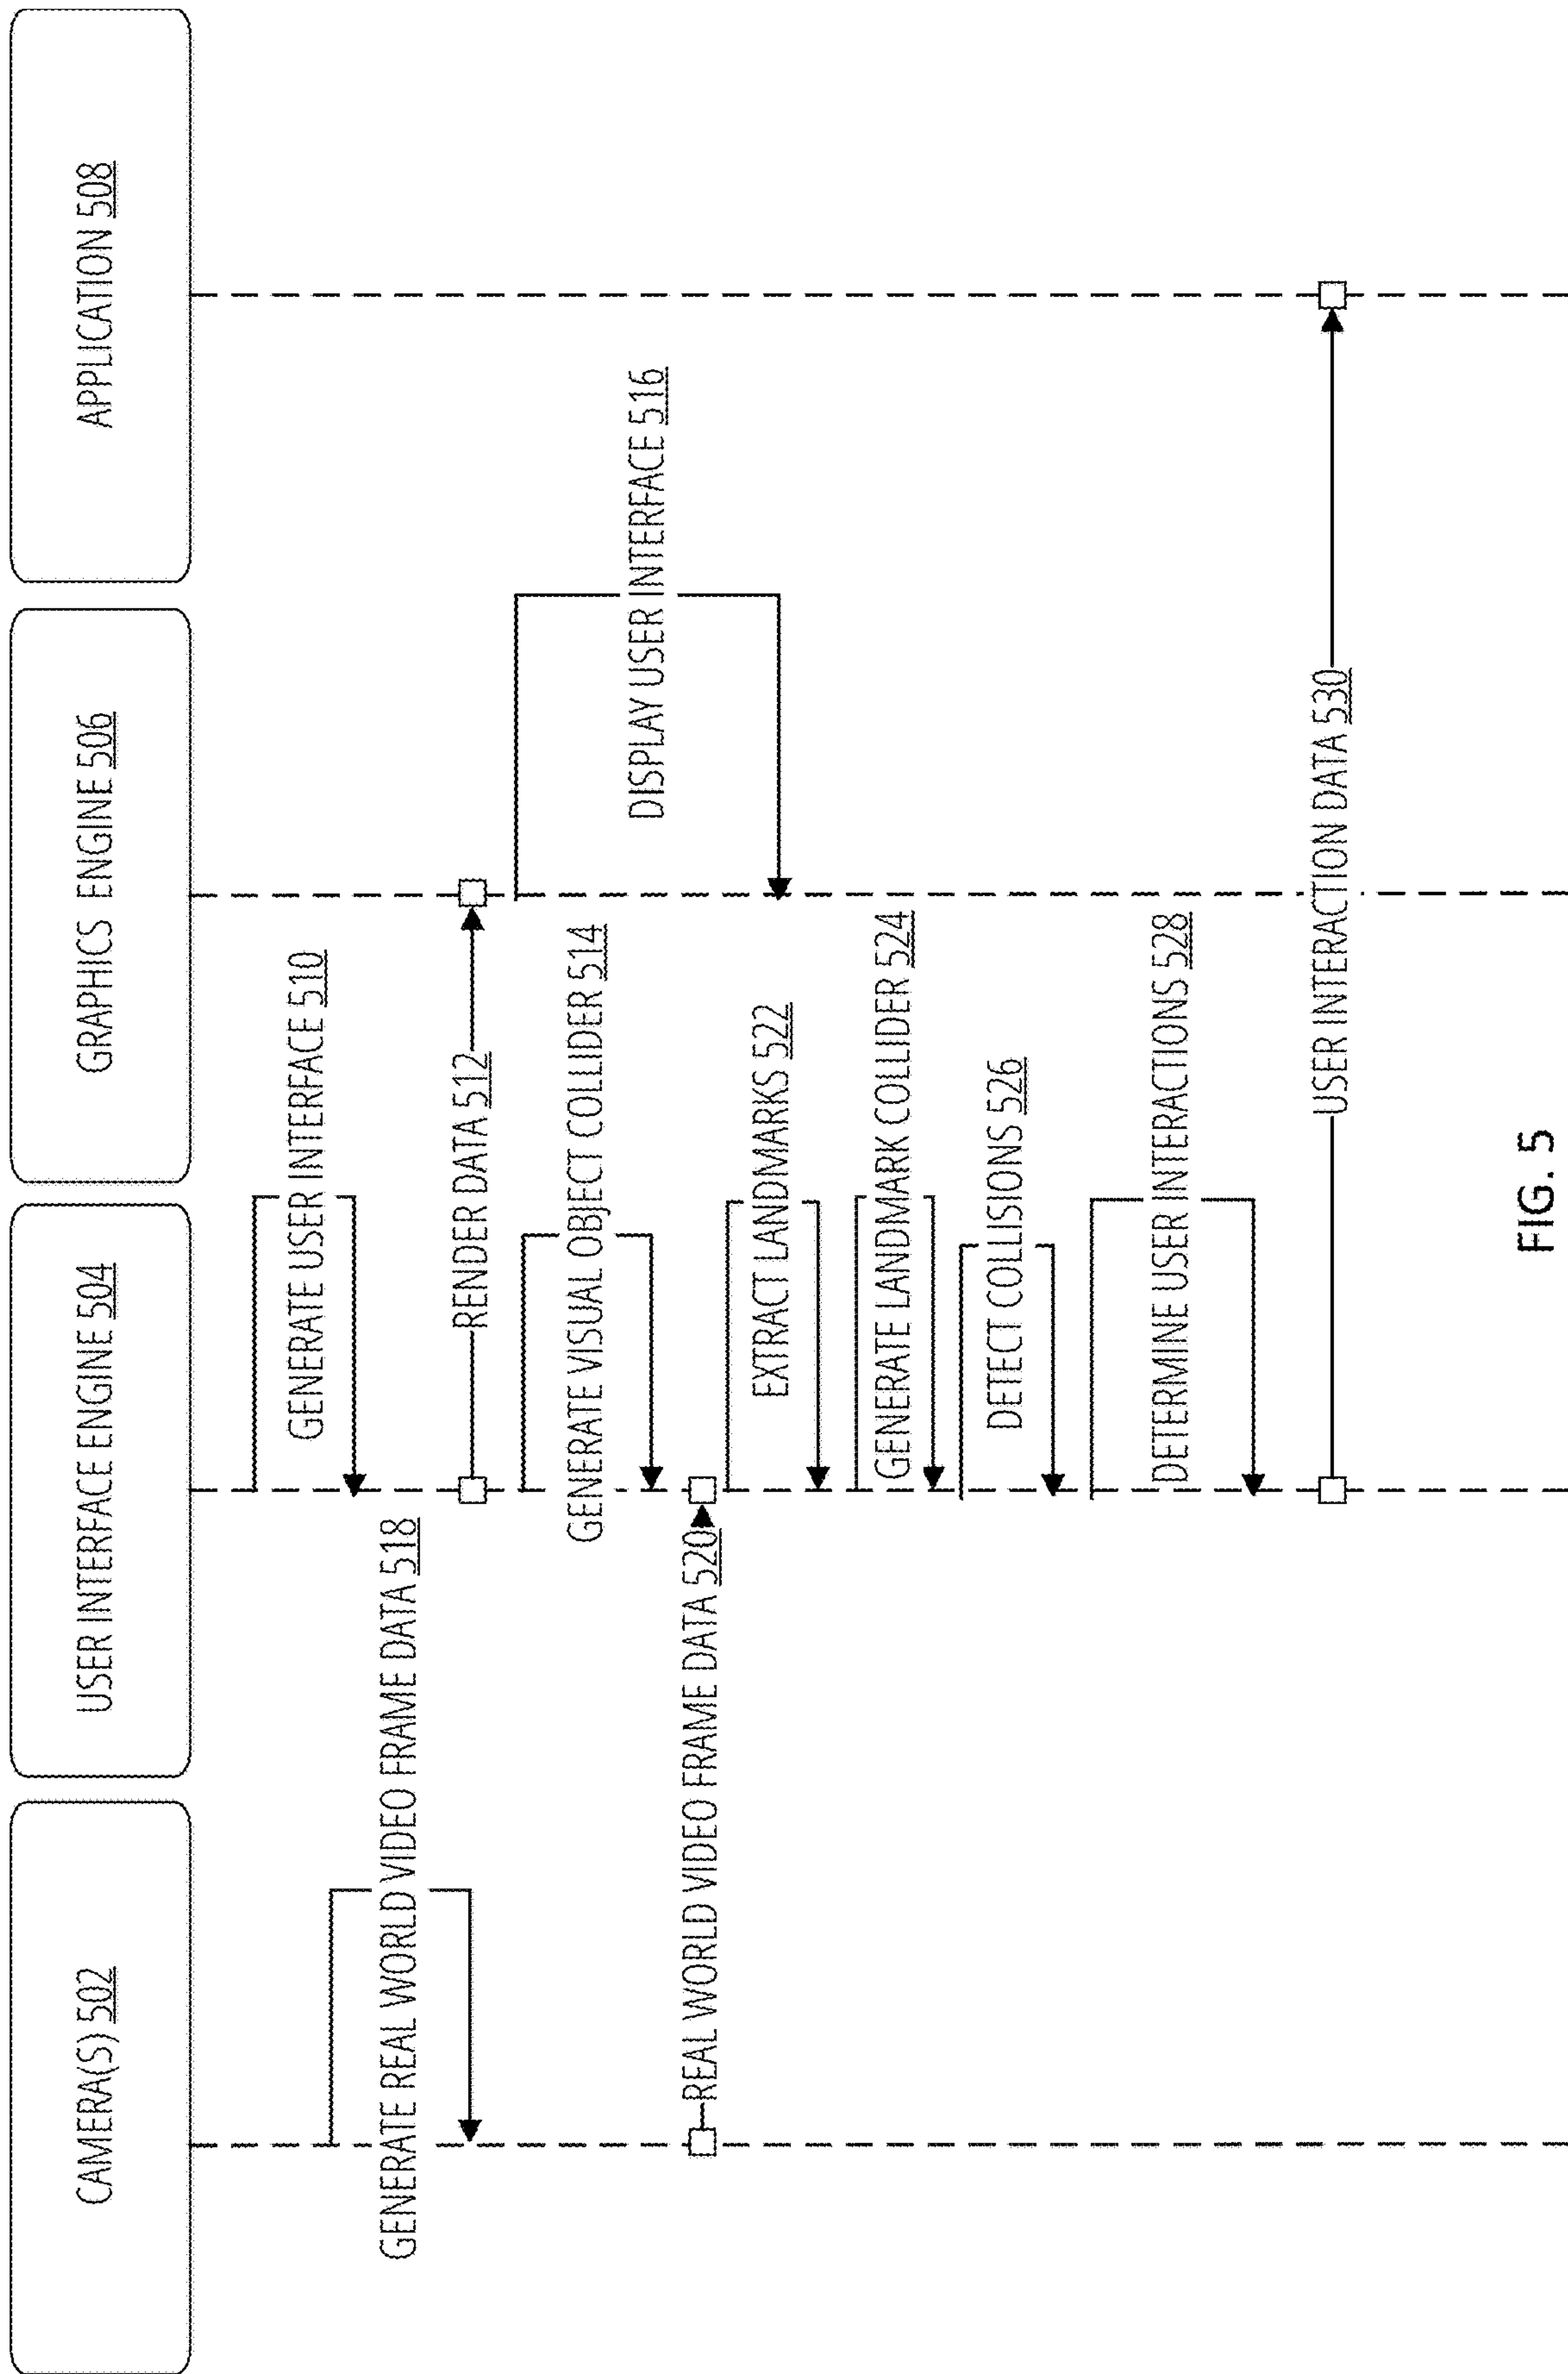 CAMERA(S) 502
USER INTERFACE ENGINE 504
GRAPHICS ENGINE 506
APPLICATION 508
GENERATE USER INTERFACE 510
GENERATE REAL WORLD VIDEO FRAME DATA 518
RENDER DATA 512
GENERATE VISUAL OBJECT COLLIDER 514
DISPLAY USER INTERFACE 516
REAL WORLD VIDEO FRAME DATA 520
EXTRACT LANDMARKS 522
GENERATE LANDMARK COLLIDER 524
DETECT COLLISIONS 526
DETERMINE USER INTERACTIONS 528
USER INTERACTION DATA 530
FIG. 5